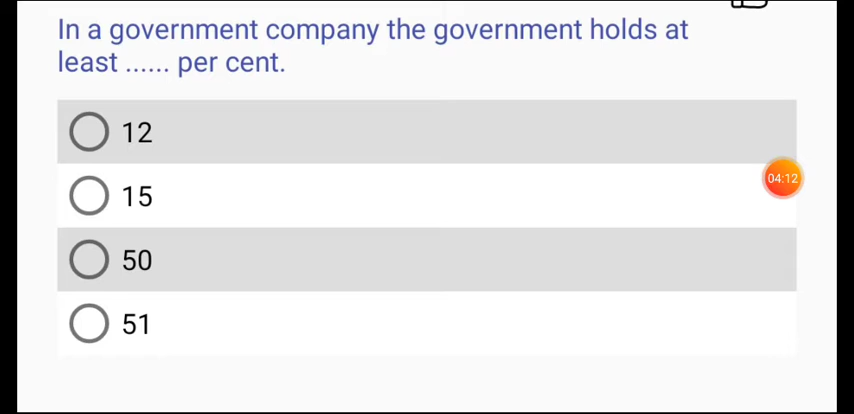 In a government company the government holds at
least ...... per cent.
12
04:12
15
50
51